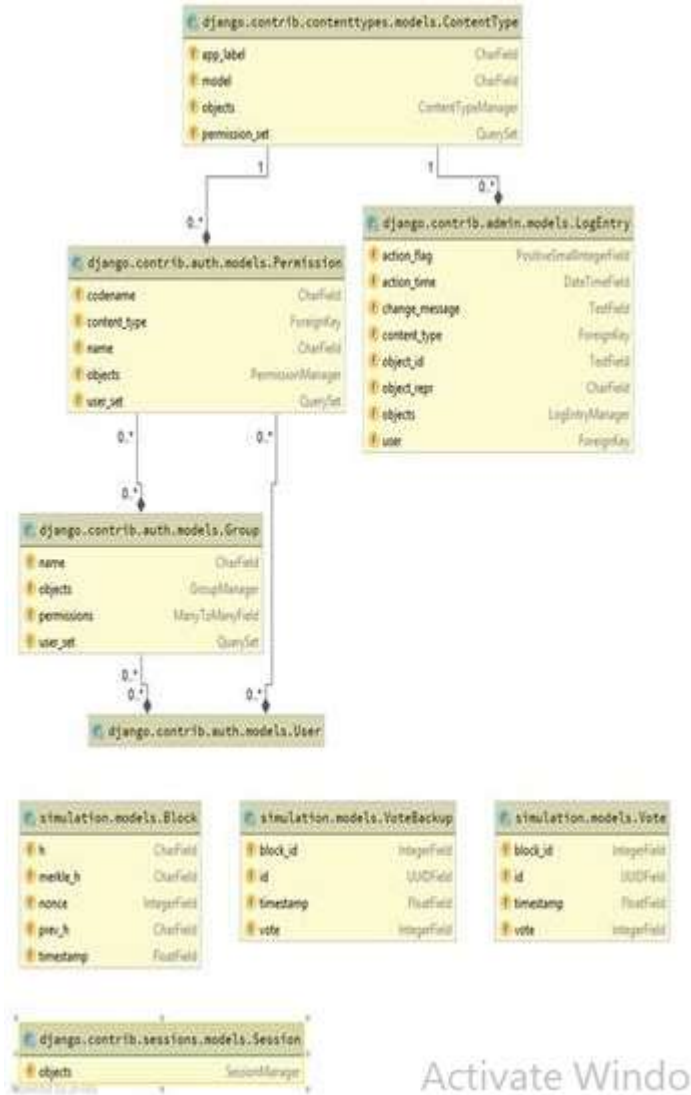 django.contrib.contenttypes.models.ContentType
app_label CharField
model CharField
objects ContentTypeManager
permission_set QuerySet
1
1
0..*
0..*
django.contrib.admin.models.LogEntry
action_flag PositiveSmallIntegerField
action_time DateTimeField
change_message TextField
content_type ForeignKey
object_id TextField
object_repr CharField
objects LogEntryManager
user ForeignKey
django.contrib.auth.models.Permission
codename CharField
content_type ForeignKey
name CharField
objects PermissionManager
user_set QuerySet
0..*
0..*
0..*
django.contrib.auth.models.Group
name CharField
objects GroupManager
permissions ManyToManyField
user_set QuerySet
0..*
0..*
0..*
django.contrib.auth.models.User
simulation.models.Block
h CharField
merkle_h CharField
nonce IntegerField
prev_h CharField
timestamp FloatField
simulation.models.VoteBackup
block_id IntegerField
id UUIDField
timestamp FloatField
vote IntegerField
simulation.models.Vote
block_id IntegerField
id UUIDField
timestamp FloatField
vote IntegerField
django.contrib.sessions.models.Session
objects SessionManager
Activate Windo